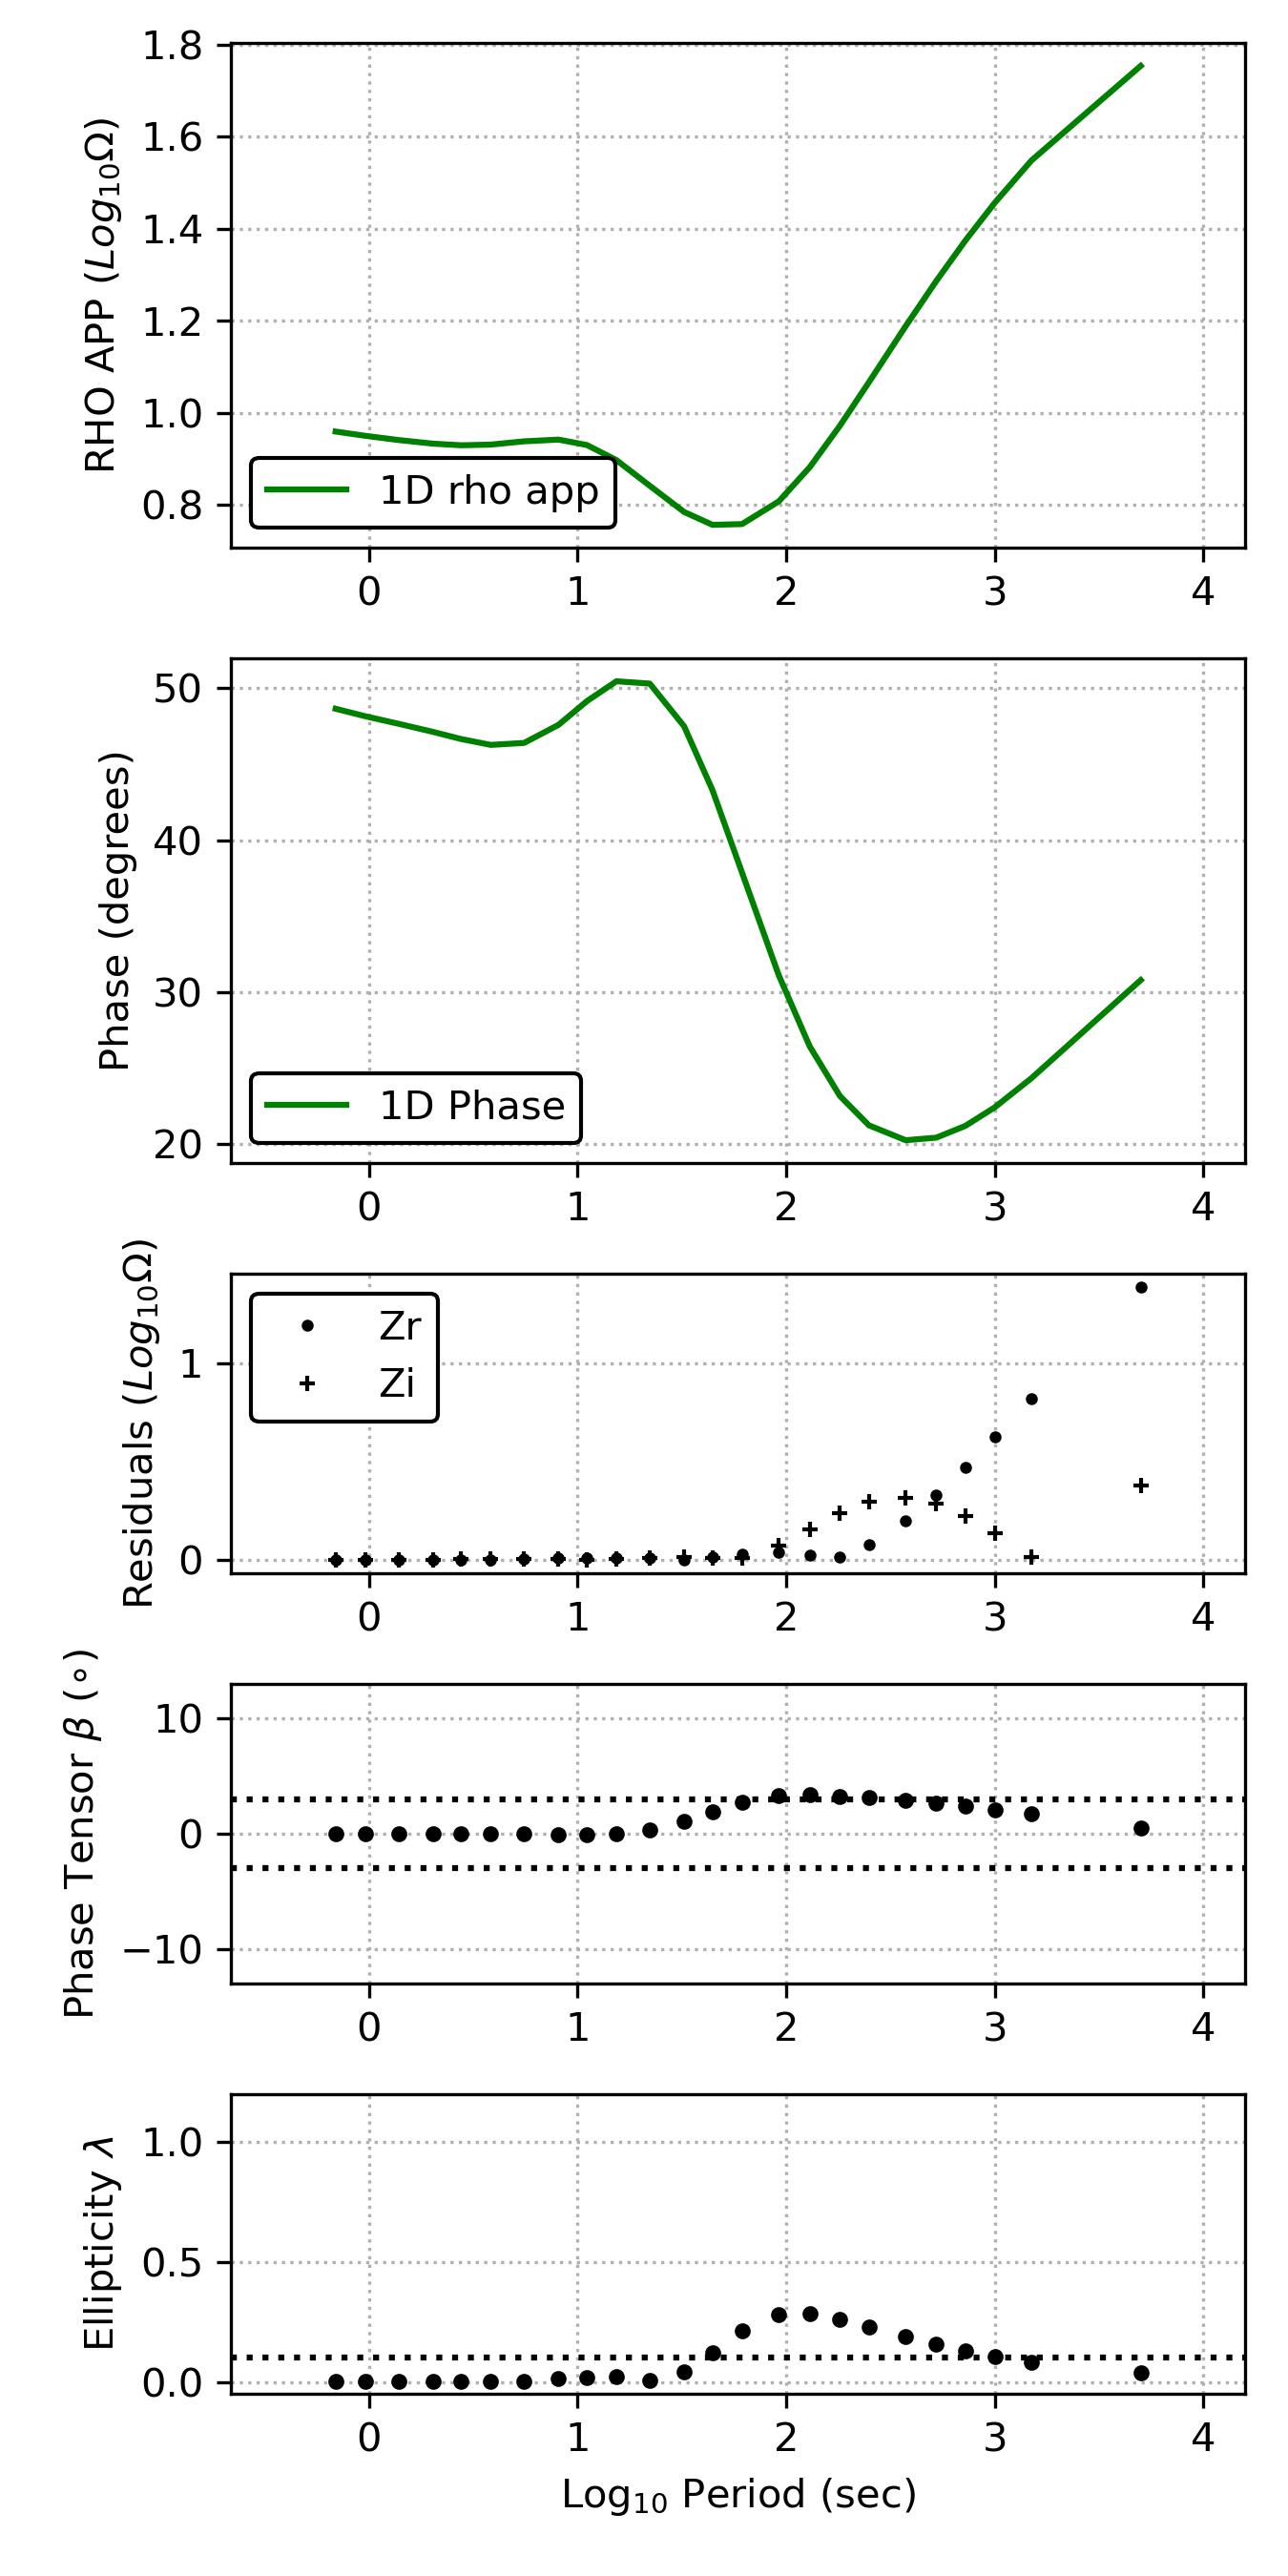 RHO APP (Log₁₀Ω)
1.8
1.6
1.4
1.2
1.0
0.8
1D rho app
0 1 2 3 4
Phase (degrees)
50
40
30
20
1D Phase
0 1 2 3 4
Residuals (Log₁₀Ω)
1
0
Zr
Zi
0 1 2 3 4
Phase Tensor β (∘)
10
0
−10
0 1 2 3 4
Ellipticity λ
1.0
0.5
0.0
0 1 2 3 4
Log₁₀ Period (sec)